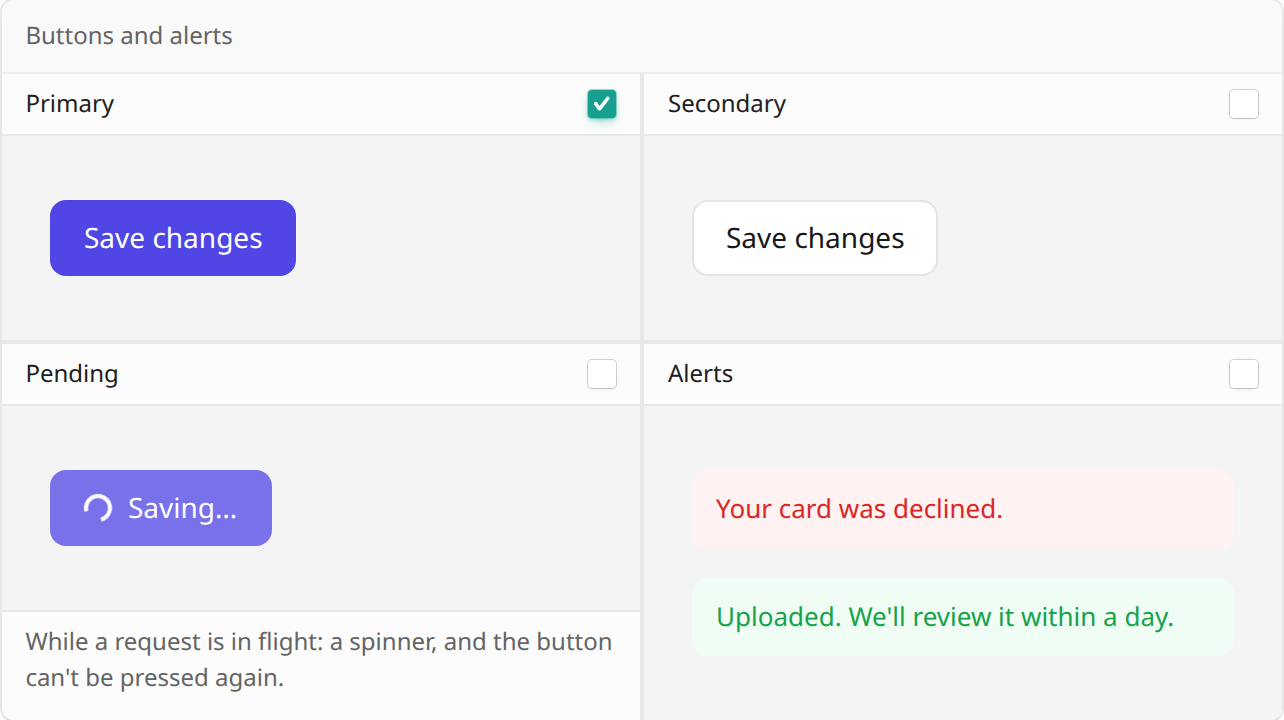 Buttons and alerts
Primary
Secondary
Save changes
Save changes
Pending
Alerts
Saving...
Your card was declined.
Uploaded. We'll review it within a day.
While a request is in flight: a spinner, and the button
can't be pressed again.